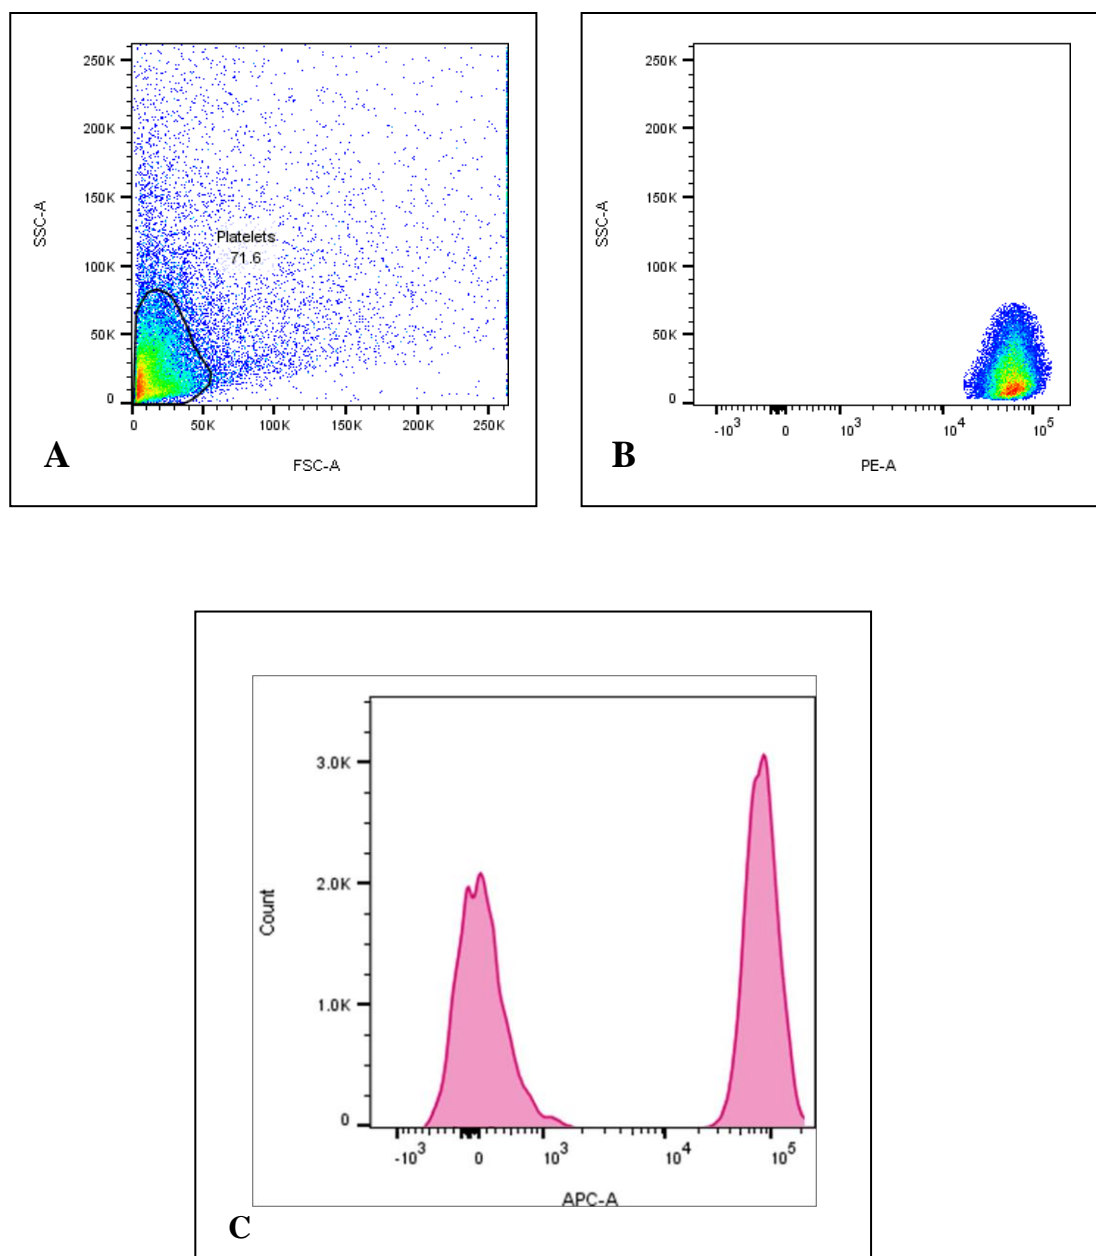 250K
200K
150K
100K
50K
0
SSC-A
Platelets
71.6
0 50K 100K 150K 200K 250K
FSC-A
A
250K
200K
150K
100K
50K
0
SSC-A
-10³ 0 10³ 10⁴ 10⁵
PE-A
B
3.0K
2.0K
1.0K
0
Count
-10³ 0 10³ 10⁴ 10⁵
APC-A
C